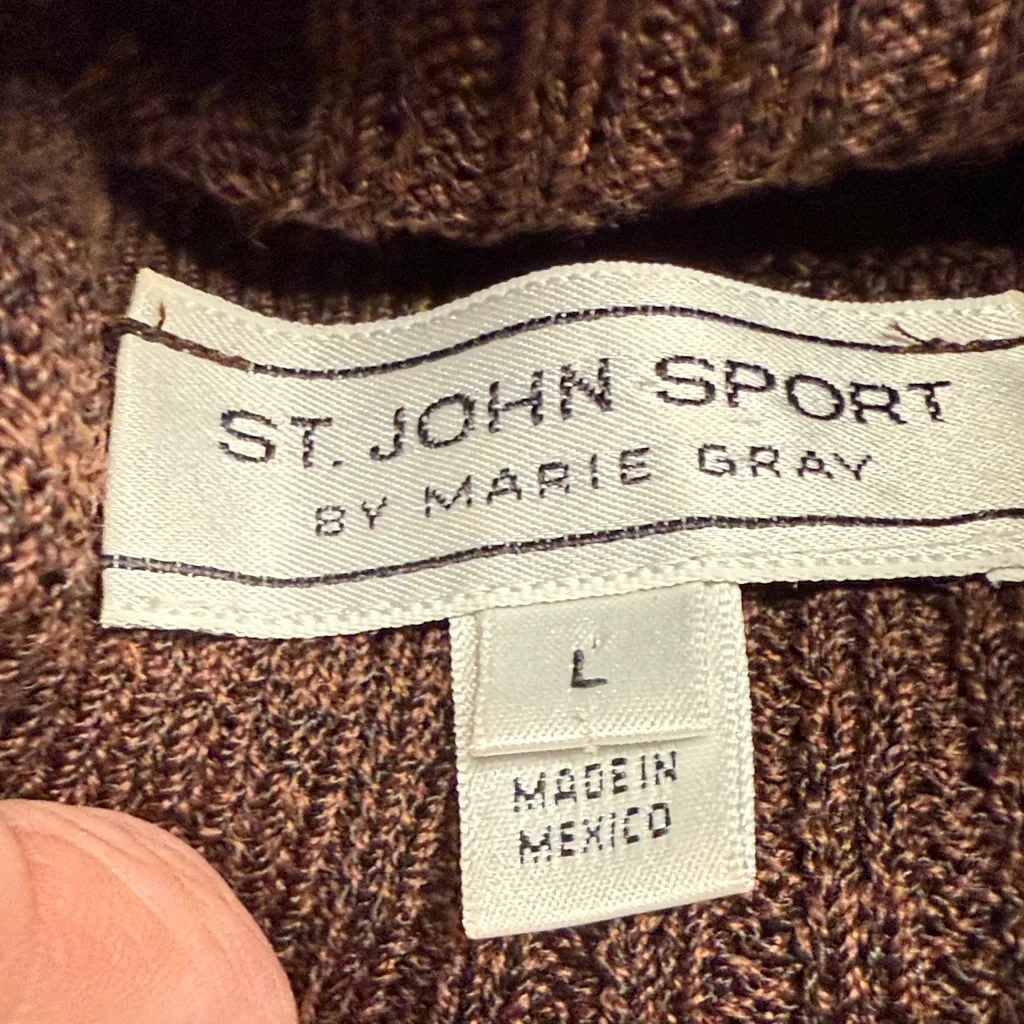 ST. JOHN SPORT
BY MARIE GRAY
L
MADE IN
MEXICO